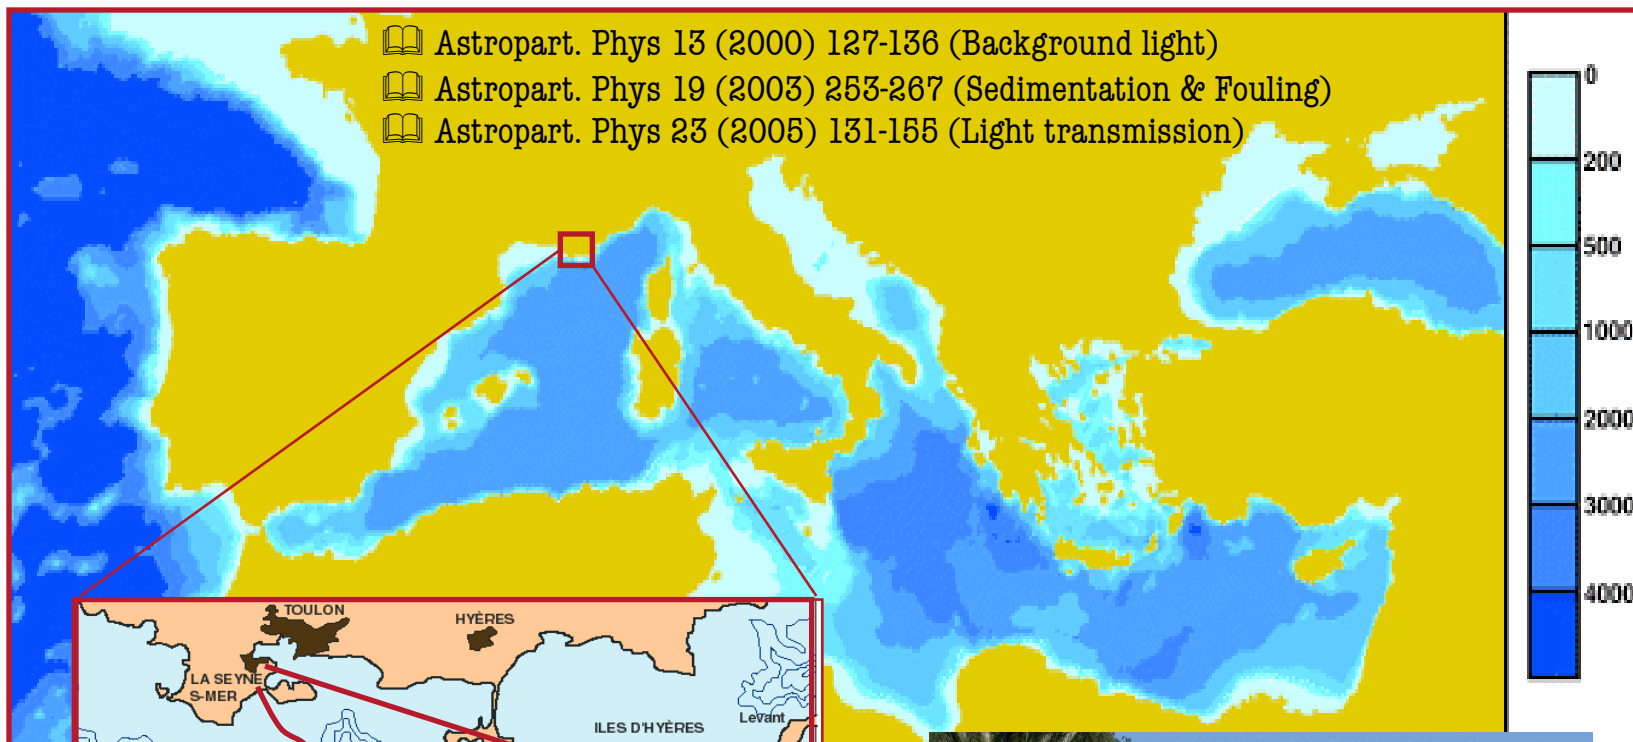 Astropart. Phys 13 (2000) 127-136 (Background light)
Astropart. Phys 19 (2003) 253-267 (Sedimentation & Fouling)
Astropart. Phys 23 (2005) 131-155 (Light transmission)
0
200
500
1000
2000
3000
4000
TOULON
HYÈRES
LA SEYNE
S-MER
Levant
ILES D'HYÈRES